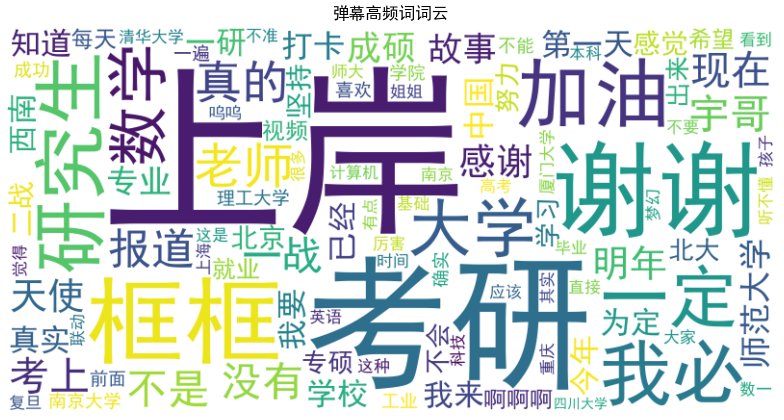 弹幕高频词词云
知道
每天
清华大学
一遍
一研
不准
打卡
成硕
故事
不能
第一天
本科
感觉
希望
看到
成功
研究生
数学
真的
呜呜
坚持
师大
学院
喜欢
姐姐
加油
努力
中国
出来
现在
宇哥
不要
孩子
西南
上岸
视频
老师
很多
理工大学
计算机
南京
感谢
高考
厦门大学
谢谢
梦幻
听不懂
二战
专业
有点
基础
已经
大学
学习
报道
上海
这是
北京
一战
就业
厉害
时间
确实
毕业
明年
北大
觉得
天使
框框
我要
英语
考研
应该
其实
直接
一定
师范大学
真实
联动
为定
大家
考上
前面
不是
没有
专硕
这种
不会
科技
重庆
今年
我必
复旦
南京大学
学校
工业
我来
啊啊啊
四川大学
数一